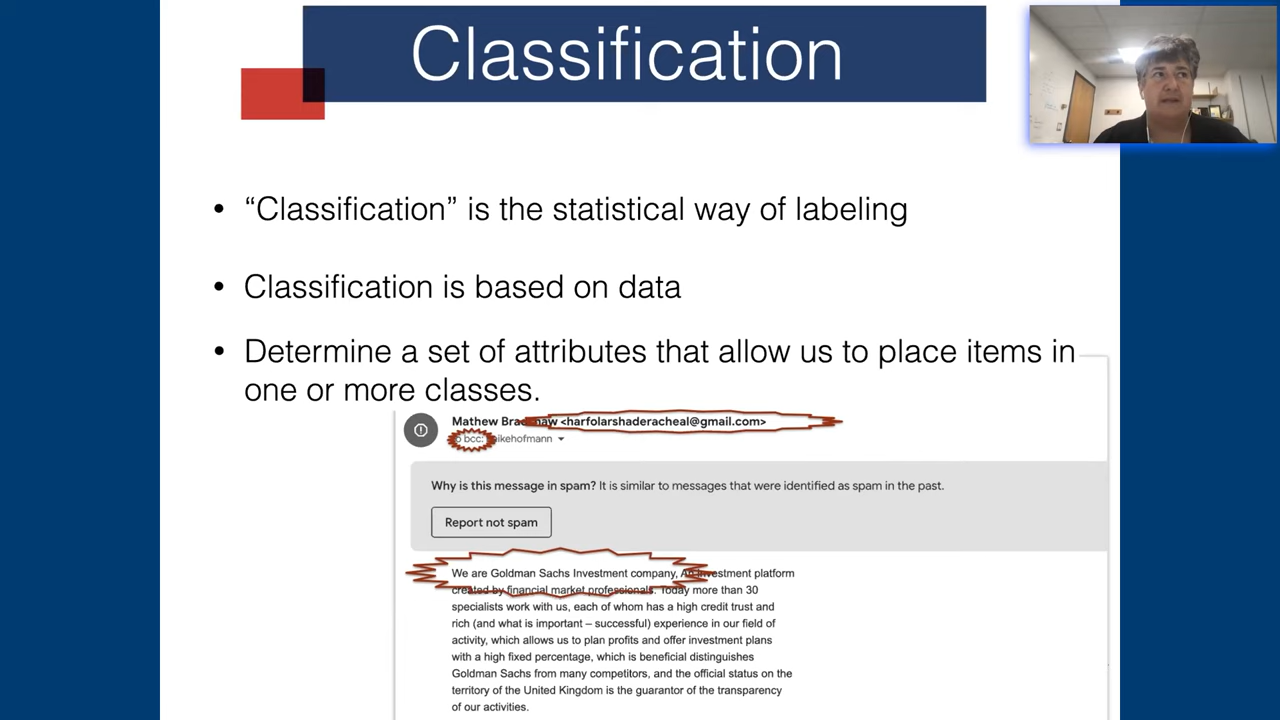 Classification
• “Classification” is the statistical way of labeling
• Classification is based on data
• Determine a set of attributes that allow us to place items in
one or more classes.
Mathew <harfolarshaderacheal@gmail.com>
bcc:
Why is this message in spam? It is similar to messages that were identified as spam in the past.
Report not spam
We are Goldman Sachs Investment company, An investment platform
created by financial market professionals. Today more than 30
specialists work with us, each of whom has a high credit trust and
rich (and what is important – successful) experience in our field of
activity, which allows us to plan profits and offer investment plans
with a high fixed percentage, which is beneficial distinguishes
Goldman Sachs from many competitors, and the official status on the
territory of the United Kingdom is the guarantor of the transparency
of our activities.